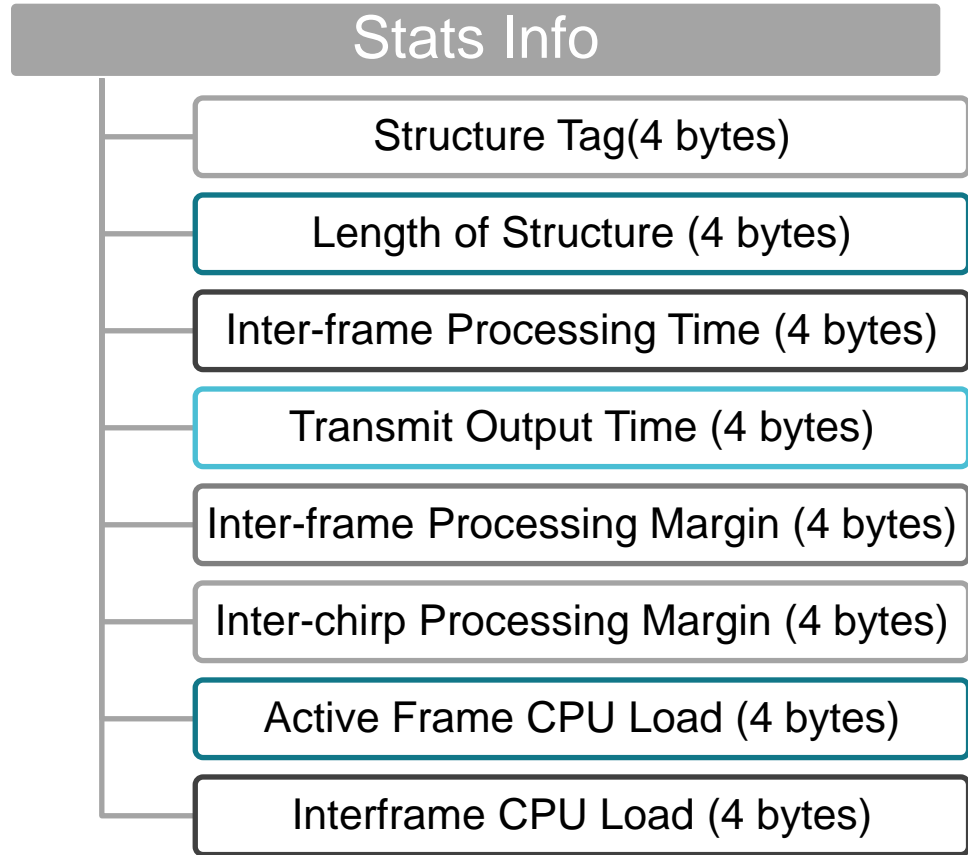 Stats Info
Structure Tag(4 bytes)
Length of Structure (4 bytes)
Inter-frame Processing Time (4 bytes)
Transmit Output Time (4 bytes)
Inter-frame Processing Margin (4 bytes)
Inter-chirp Processing Margin (4 bytes)
Active Frame CPU Load (4 bytes)
Interframe CPU Load (4 bytes)